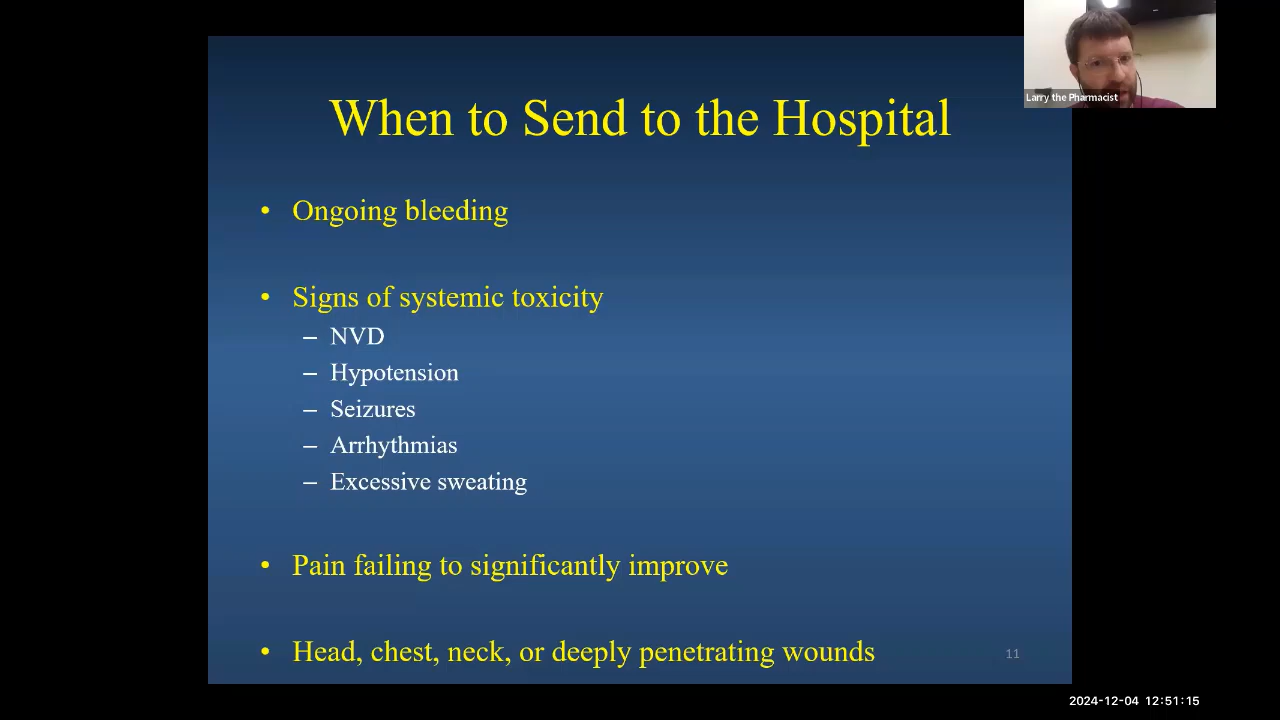 Larry the Pharmacist
When to Send to the Hospital
• Ongoing bleeding
• Signs of systemic toxicity
– NVD
– Hypotension
– Seizures
– Arrhythmias
– Excessive sweating
• Pain failing to significantly improve
• Head, chest, neck, or deeply penetrating wounds
11
2024-12-04 12:51:15